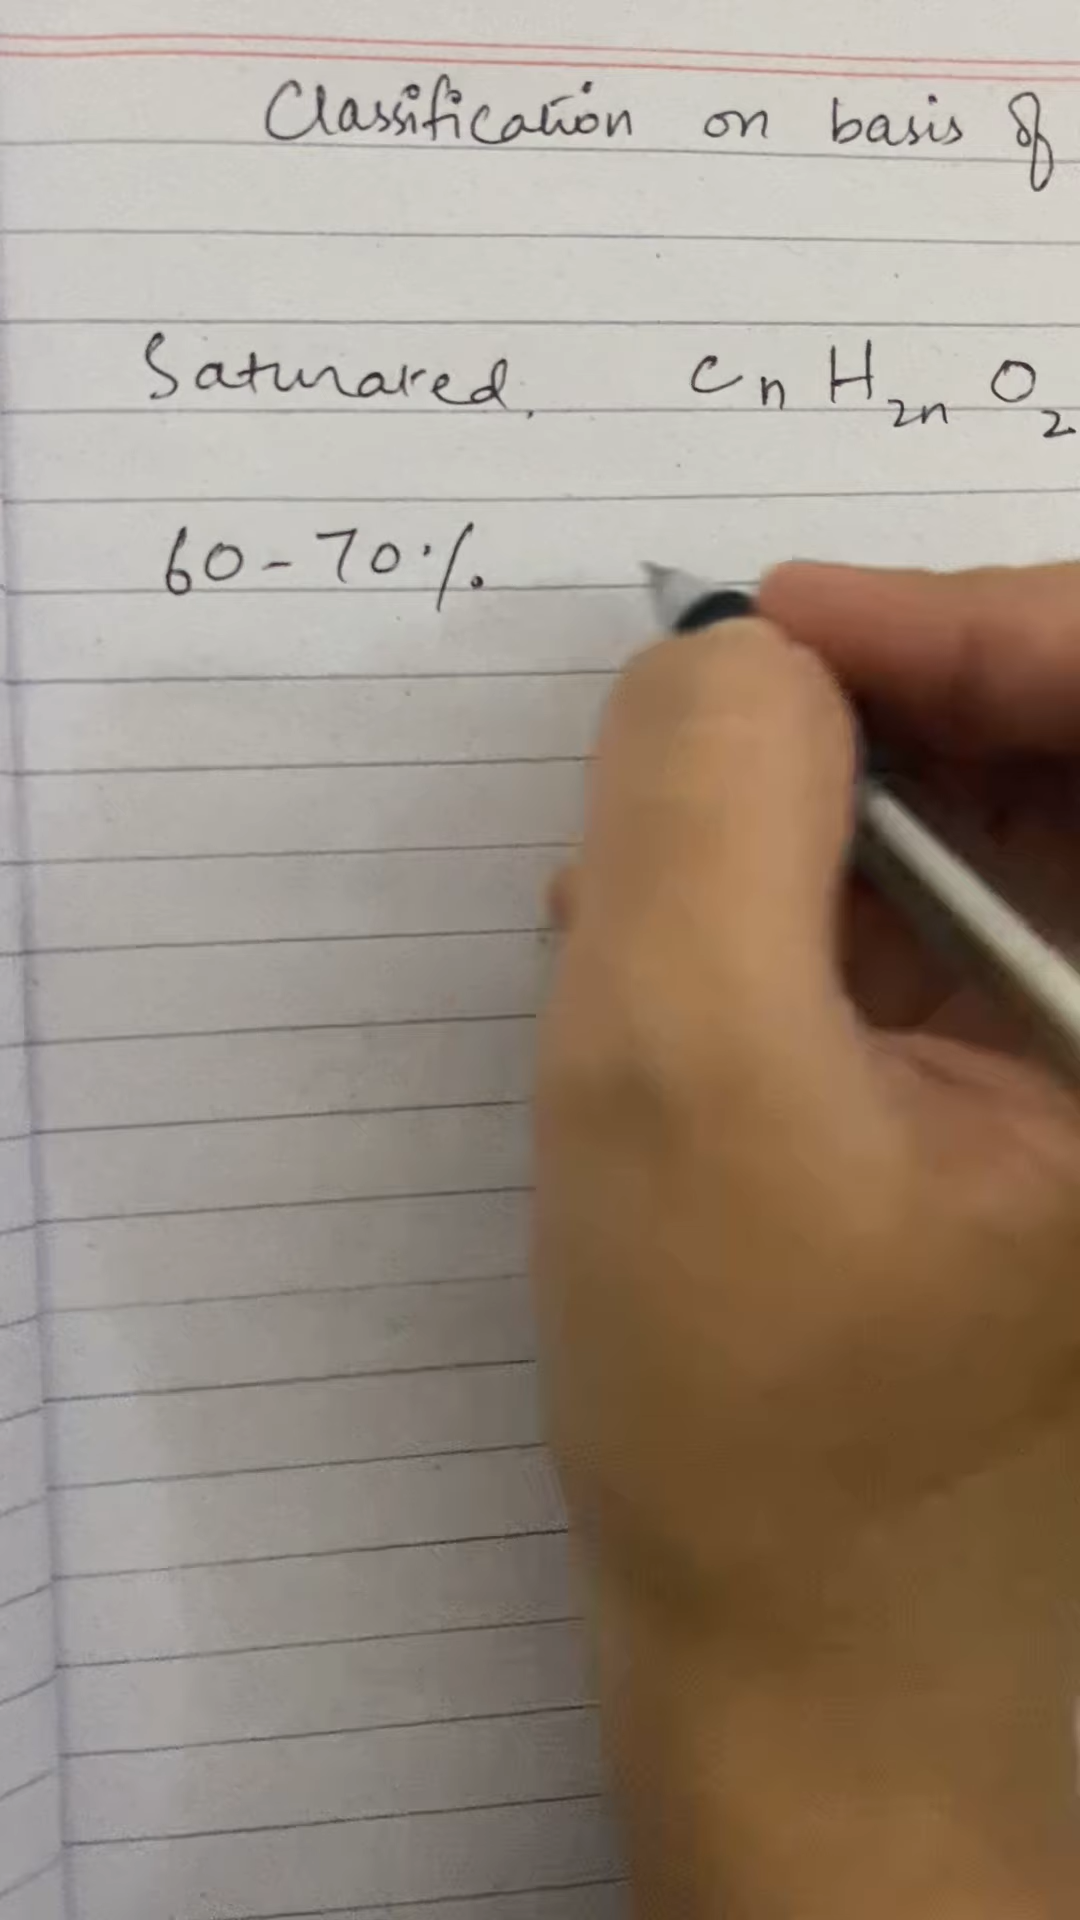 Classification on basis of
Saturated. CnH2nO2
60-70%.